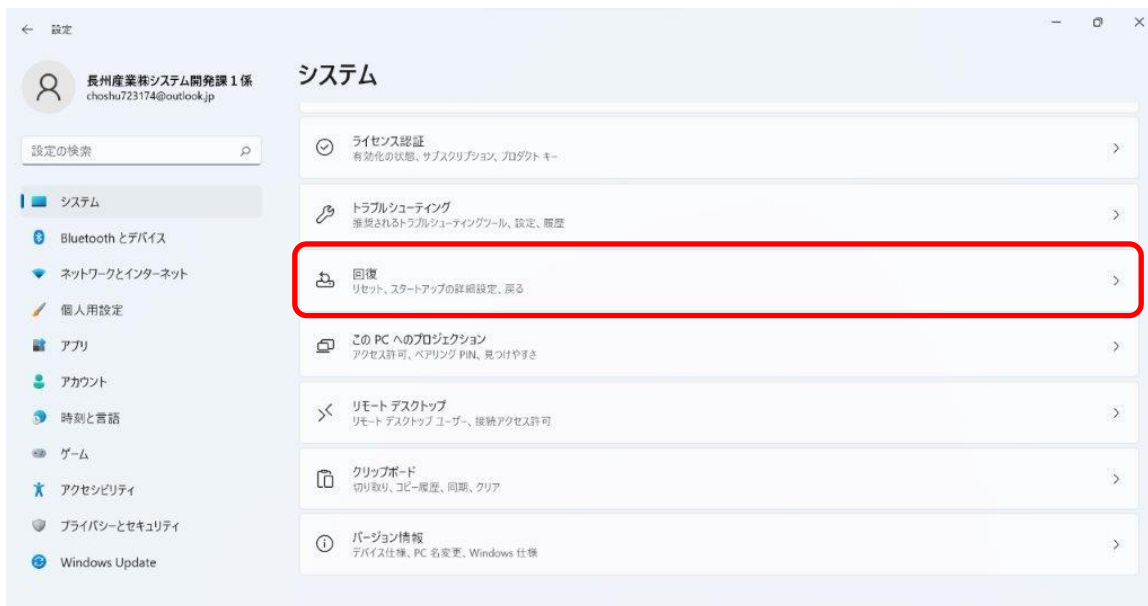 設定
長州産業㈱システム開発課１係
choshu723174@outlook.jp
設定の検索
システム
Bluetooth とデバイス
ネットワークとインターネット
個人用設定
アプリ
アカウント
時刻と言語
ゲーム
アクセシビリティ
プライバシーとセキュリティ
Windows Update
システム
ライセンス認証
有効化の状態、サブスクリプション、プロダクト キー
トラブルシューティング
推奨されるトラブルシューティングツール、設定、履歴
回復
リセット、スタートアップの詳細設定、戻る
この PC へのプロジェクション
アクセス許可、ペアリング PIN、見つけやすさ
リモート デスクトップ
リモート デスクトップ ユーザー、接続アクセス許可
クリップボード
切り取り、コピー履歴、同期、クリア
バージョン情報
デバイス仕様、PC 名変更、Windows 仕様